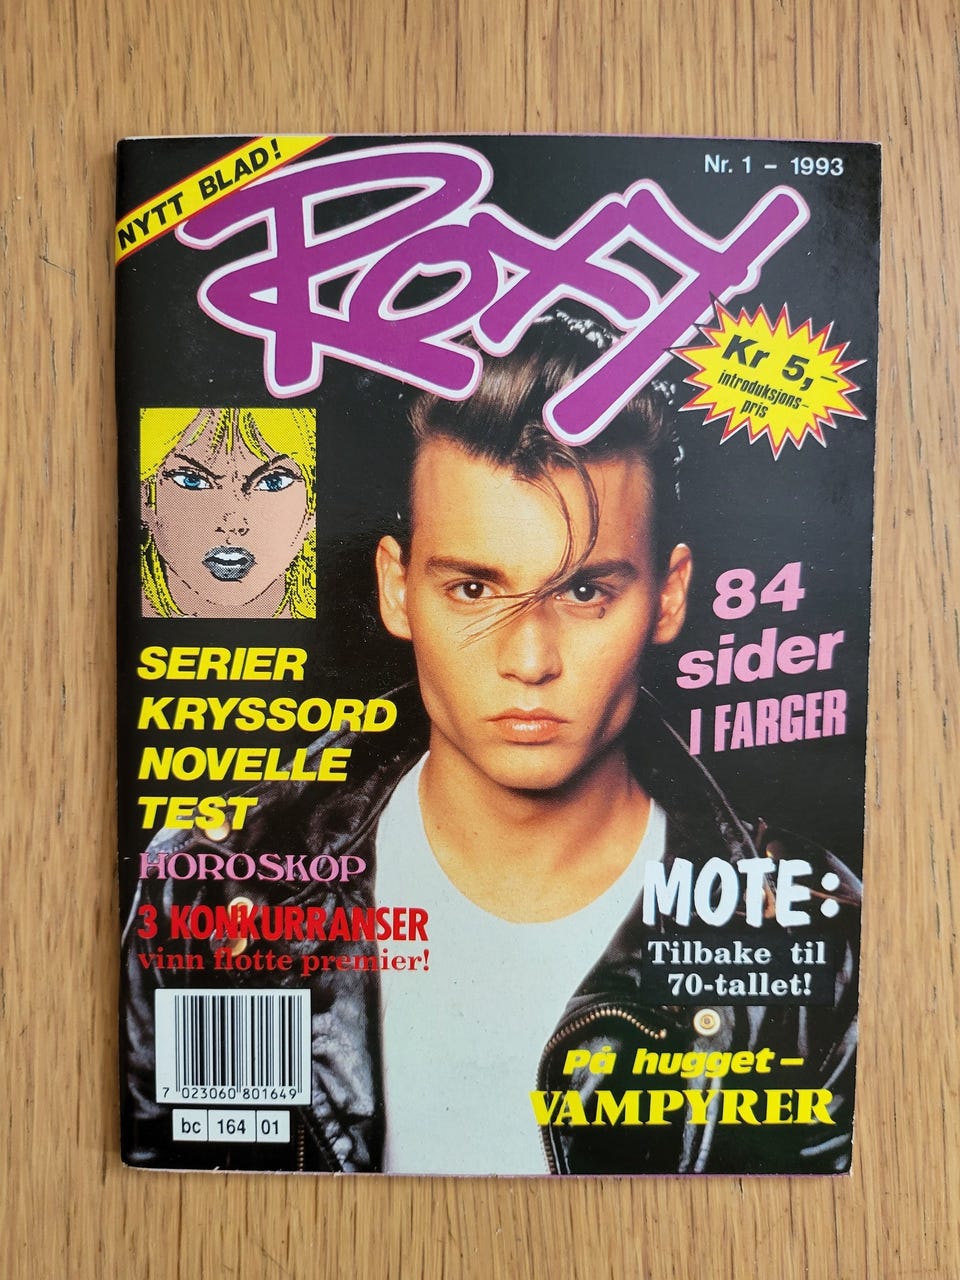 NYTT BLAD!
Nr. 1 – 1993
Roxy
Kr 5,–
introduksjons–
pris
84
sider
I FARGER
SERIER
KRYSSORD
NOVELLE
TEST
HOROSKOP
3 KONKURRANSER
vinn flotte premier!
MOTE:
Tilbake til
70-tallet!
På hugget –
VAMPYRER
7 023060 801649
bc 164 01